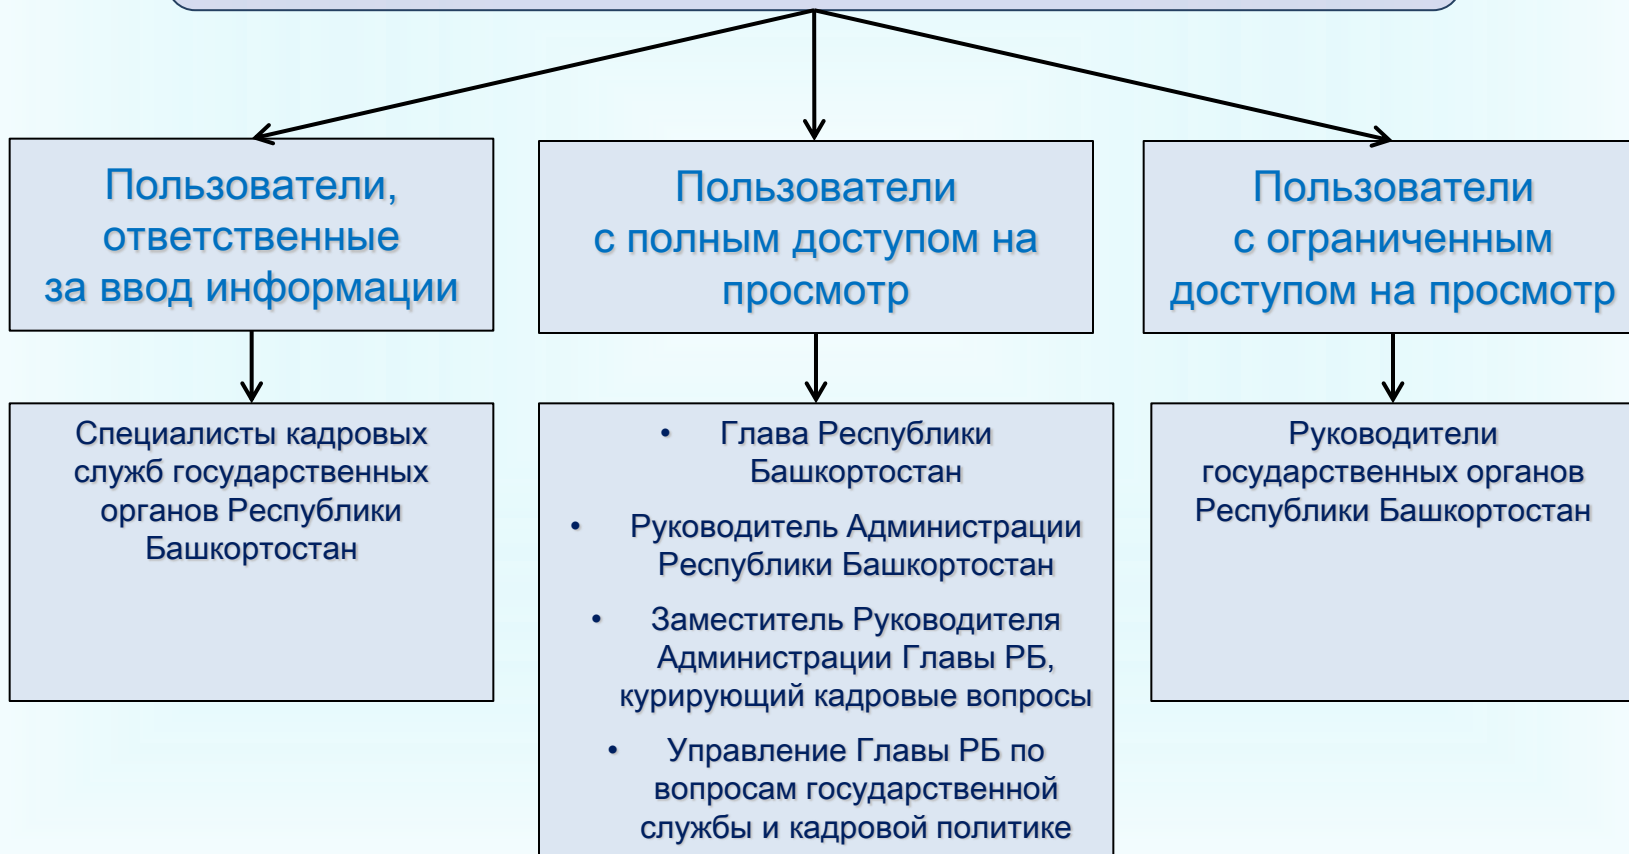 Пользователи,
ответственные
за ввод информации
Пользователи
с полным доступом на
просмотр
Пользователи
с ограниченным
доступом на просмотр
Специалисты кадровых
служб государственных
органов Республики
Башкортостан
• Глава Республики
Башкортостан
• Руководитель Администрации
Республики Башкортостан
• Заместитель Руководителя
Администрации Главы РБ,
курирующий кадровые вопросы
• Управление Главы РБ по
вопросам государственной
службы и кадровой политике
Руководители
государственных органов
Республики Башкортостан